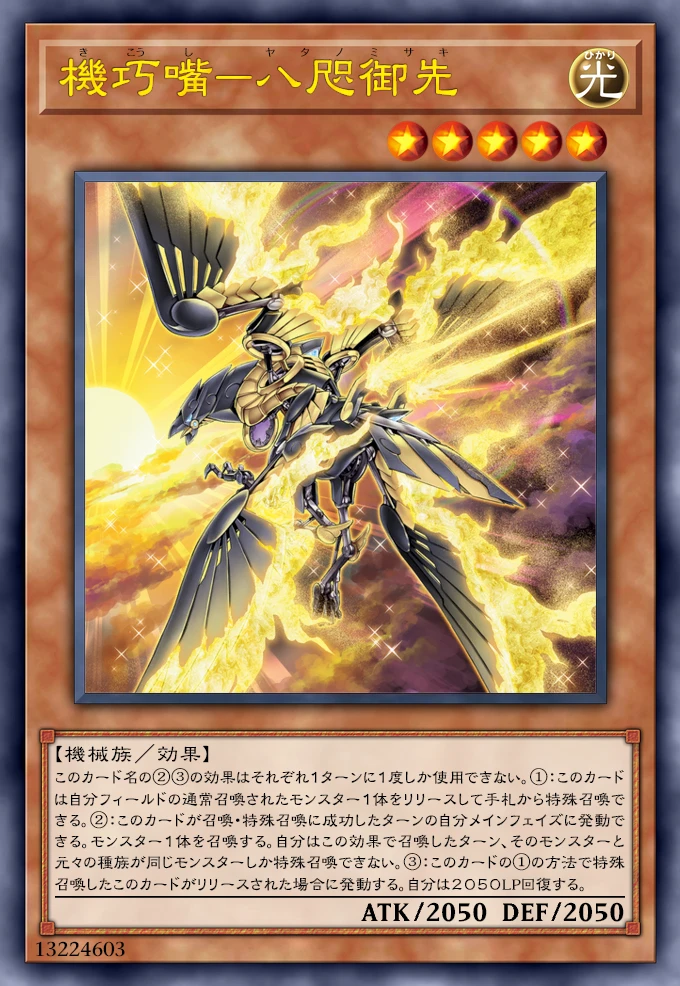 きこうし ヤタノミサキ
機巧嘴－八咫御先
ひかり
光
【機械族／効果】
このカード名の②③の効果はそれぞれ1ターンに1度しか使用できない。①：このカード
は自分フィールドの通常召喚されたモンスター1体をリリースして手札から特殊召喚で
きる。②：このカードが召喚・特殊召喚に成功したターンの自分メインフェイズに発動で
きる。モンスター1体を召喚する。自分はこの効果で召喚したターン、そのモンスターと
元々の種族が同じモンスターしか特殊召喚できない。③：このカードの①の方法で特殊
召喚したこのカードがリリースされた場合に発動する。自分は2050LP回復する。
ATK/2050 DEF/2050
13224603